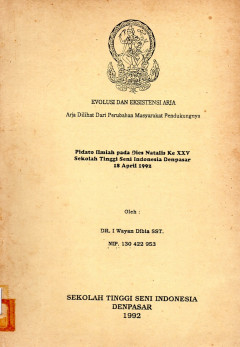 EVOLUSI DAN EKSISTENSI ARJA
Arja Dilihat Dari Perubahan Masyarakat Pendukungnya
Pidato Ilmiah pada Dies Natalis Ke XXV
Sekolah Tinggi Seni Indonesia Denpasar
18 April 1992
Oleh :
DR. I Wayan Dibia SST.
NIP. 130 422 953
SEKOLAH TINGGI SENI INDONESIA
DENPASAR
1992